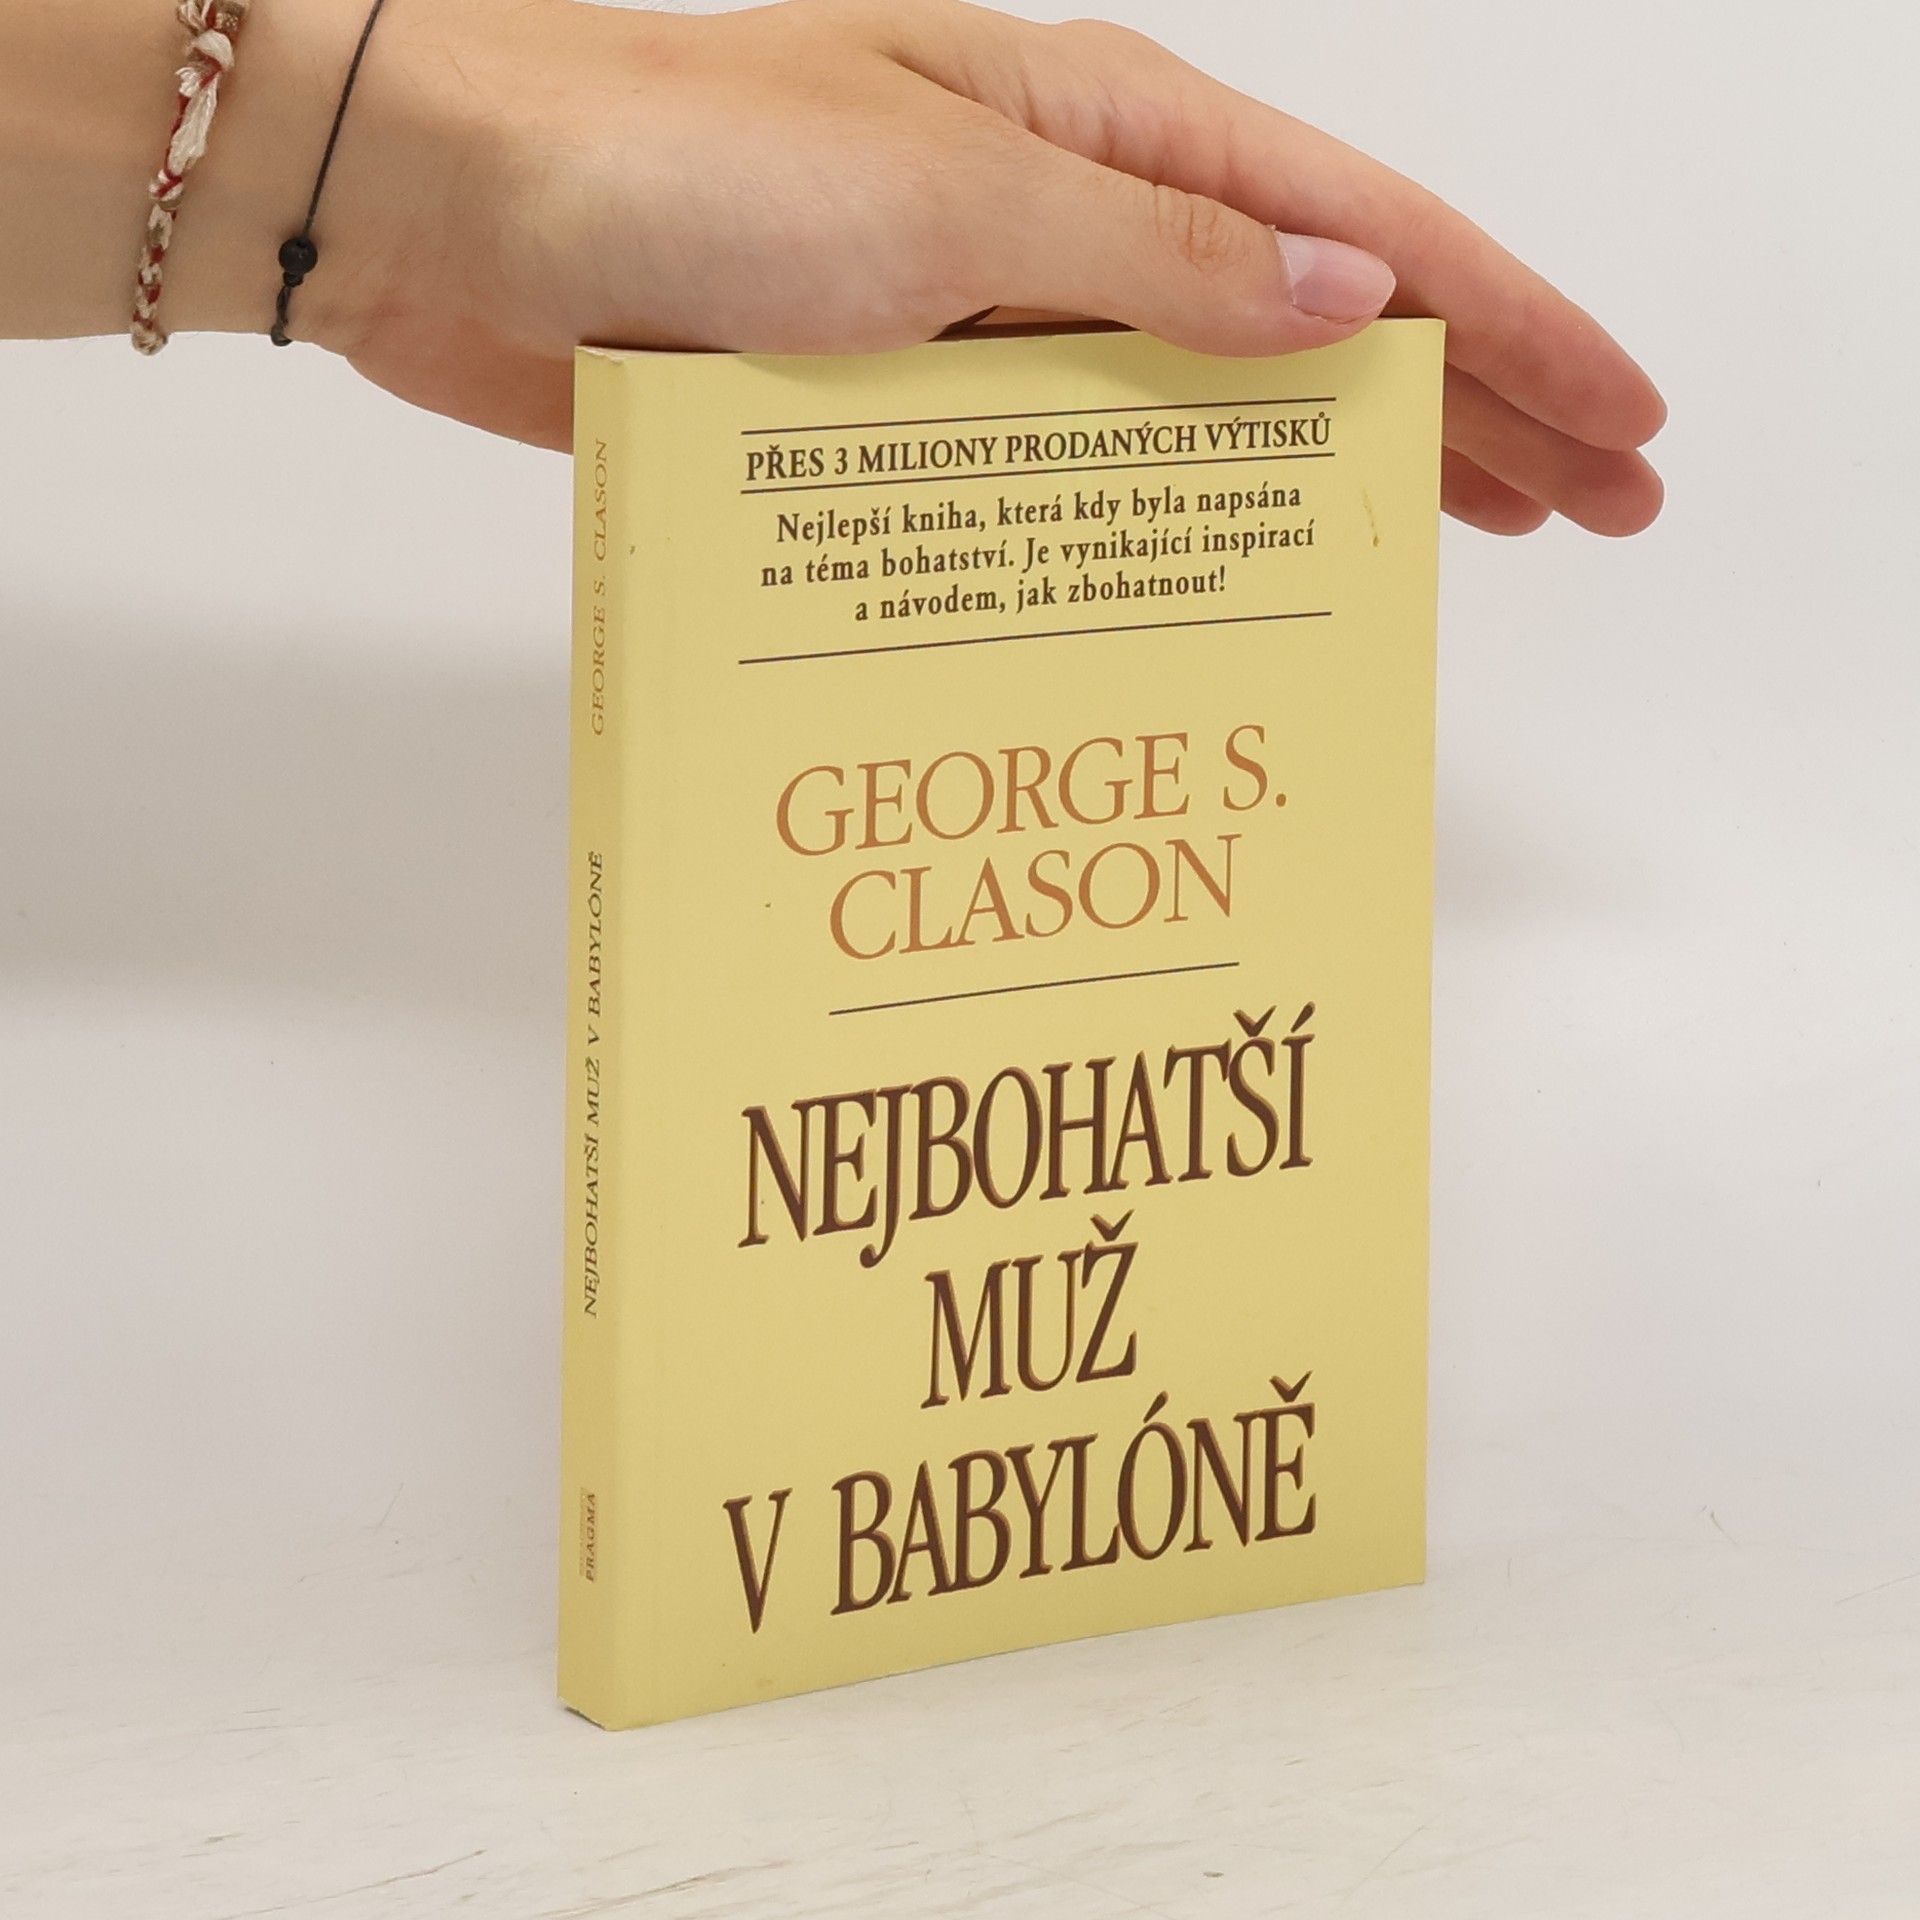 GEORGE S. CLASON
NEJBOHATŠÍ MUŽ V BABYLÓNĚ
PRAGMA
PŘES 3 MILIONY PRODANÝCH VÝTISKŮ
Nejlepší kniha, která kdy byla napsána
na téma bohatství. Je vynikající inspirací
a návodem, jak zbohatnout!
GEORGE S.
CLASON
NEJBOHATŠÍ
MUŽ
V BABYLÓNĚ